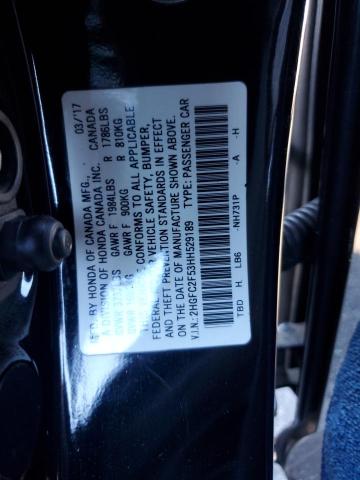 BY HONDA OF CANADA MFG., 03/17
A DIVISION OF HONDA CANADA INC. CANADA
GVWR GAWR F 1984LBS R 1786LBS
GAWR F 900KG R 810KG
CONFORMS TO ALL APPLICABLE
FEDERAL VEHICLE SAFETY, BUMPER,
AND THEFT PREVENTION STANDARDS IN EFFECT
ON THE DATE OF MANUFACTURE SHOWN ABOVE.
V.I.N.: 2HGFC2F53HH529189 TYPE: PASSENGER CAR
TBD H LB6 -NH731P -A -H